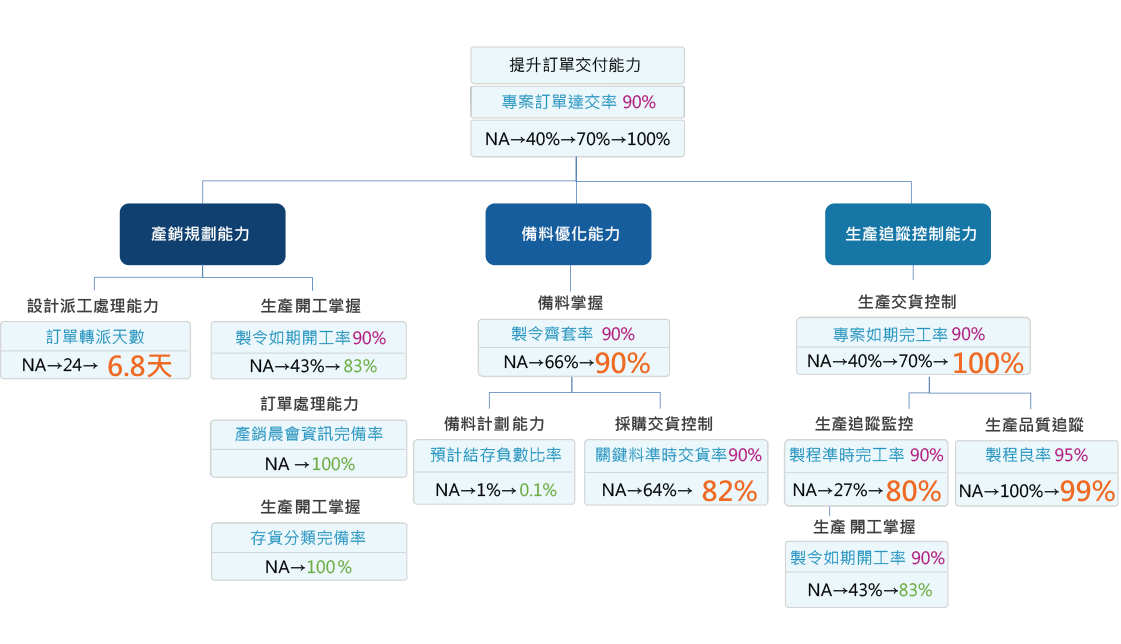 提升訂單交付能力
專案訂單達交率 90%
NA→40%→70%→100%
產銷規劃能力
備料優化能力
生產追蹤控制能力
設計派工處理能力
訂單轉派天數
NA→24→ 6.8天
生產開工掌握
製令如期開工率90%
NA→43%→83%
訂單處理能力
產銷晨會資訊完備率
NA →100%
生產開工掌握
存貨分類完備率
NA→100%
備料掌握
製令齊套率 90%
NA→66%→90%
備料計劃能力
預計結存負數比率
NA→1%→0.1%
採購交貨控制
關鍵料準時交貨率90%
NA→64%→ 82%
生產交貨控制
專案如期完工率 90%
NA→40%→70%→ 100%
生產追蹤監控
製程準時完工率 90%
NA→27%→80%
生產 開工掌握
製令如期開工率 90%
NA→43%→83%
生產品質追蹤
製程良率 95%
NA→100%→99%